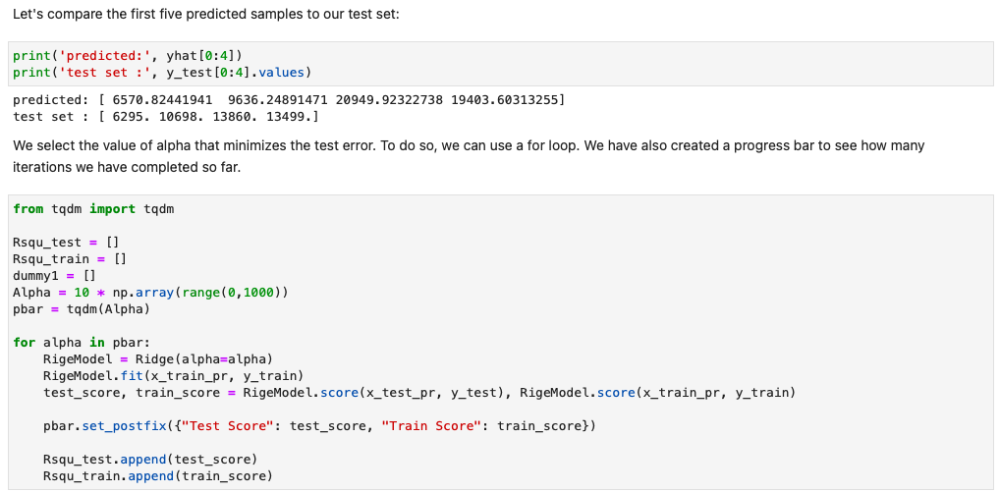 Let's compare the first five predicted samples to our test set:
print('predicted:', yhat[0:4])
print('test set :', y_test[0:4].values)
predicted: [ 6570.82441941  9636.24891471 20949.92322738 19403.60313255]
test set : [ 6295. 10698. 13860. 13499.]
We select the value of alpha that minimizes the test error. To do so, we can use a for loop. We have also created a progress bar to see how many
iterations we have completed so far.
from tqdm import tqdm
Rsqu_test = []
Rsqu_train = []
dummy1 = []
Alpha = 10 * np.array(range(0,1000))
pbar = tqdm(Alpha)
for alpha in pbar:
    RigeModel = Ridge(alpha=alpha)
    RigeModel.fit(x_train_pr, y_train)
    test_score, train_score = RigeModel.score(x_test_pr, y_test), RigeModel.score(x_train_pr, y_train)
    pbar.set_postfix({"Test Score": test_score, "Train Score": train_score})
    Rsqu_test.append(test_score)
    Rsqu_train.append(train_score)